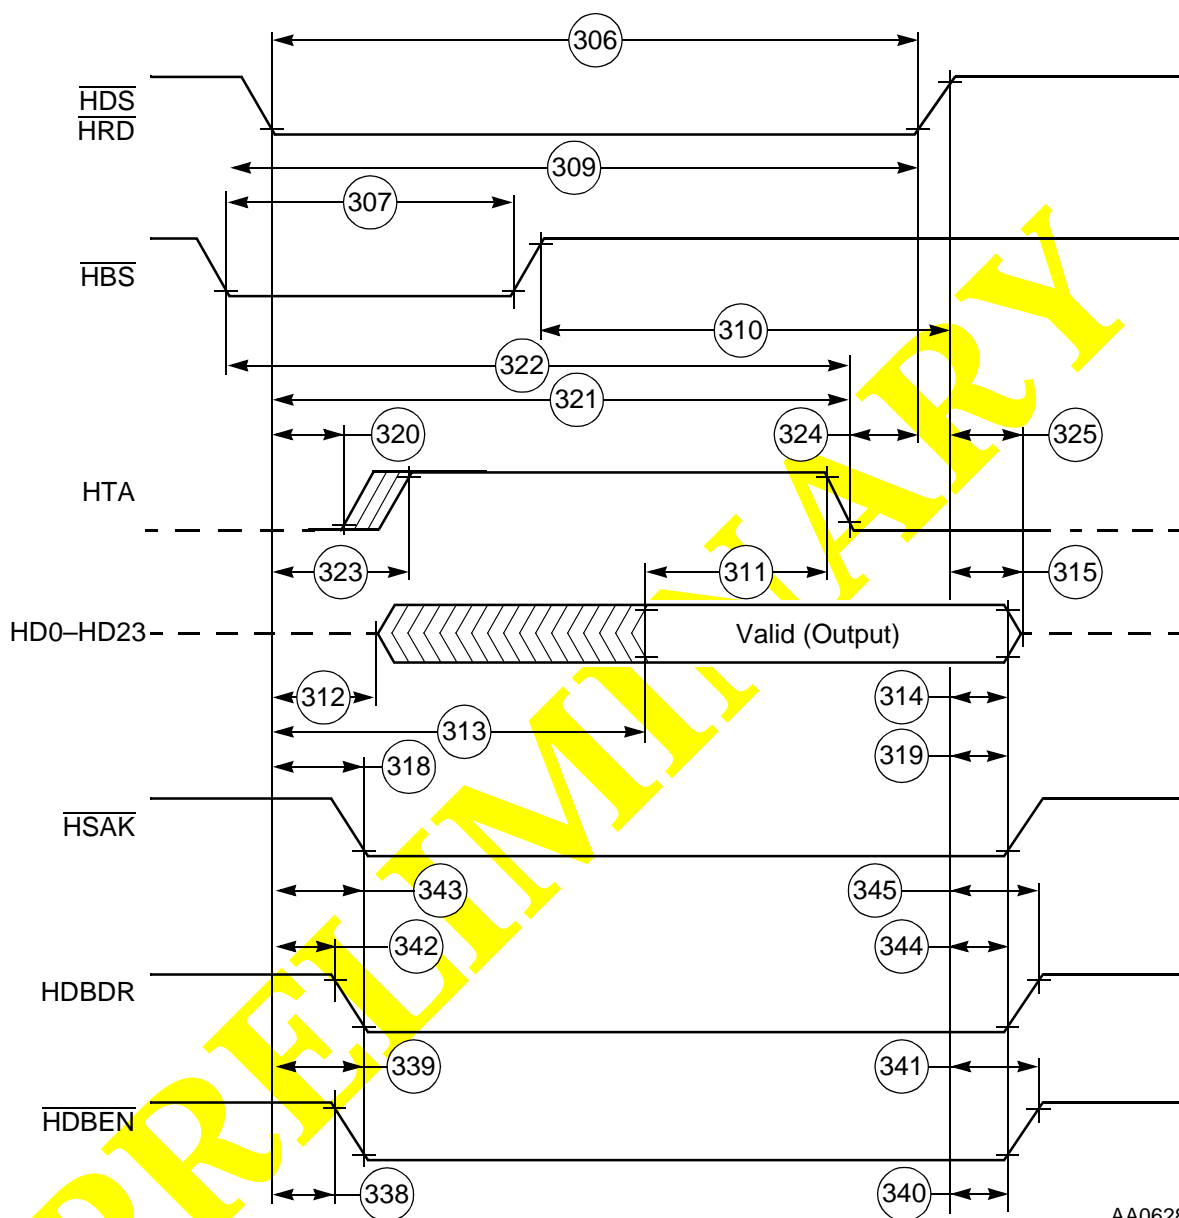 306
HDS
HRD
309
307
HBS
310
322
321
320
324
325
HTA
323
311
315
HD0–HD23
Valid (Output)
312
314
313
318
319
HSAK
343
345
342
344
HDBDR
339
341
HDBEN
338
340
AA0628
PRELIMINARY